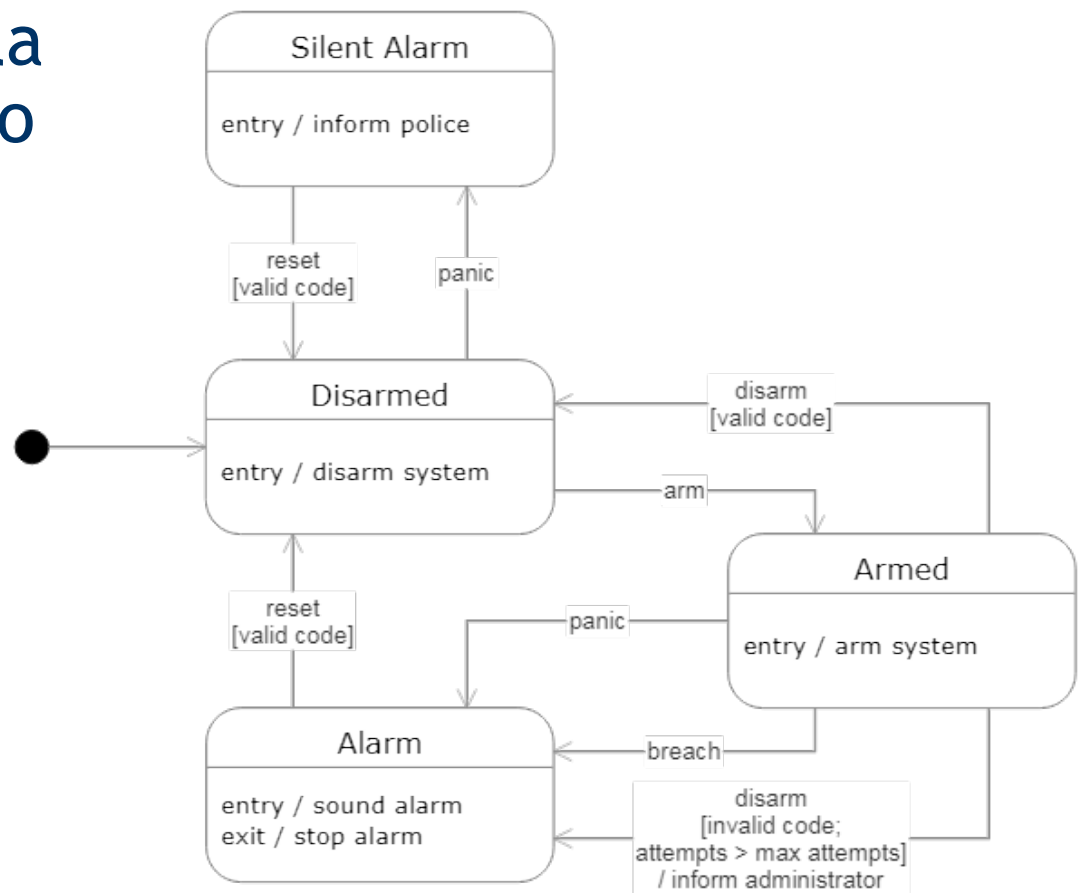 Silent Alarm
entry / inform police
reset
[valid code]
panic
Disarmed
entry / disarm system
disarm
[valid code]
arm
Armed
entry / arm system
reset
[valid code]
panic
Alarm
entry / sound alarm
exit / stop alarm
breach
disarm
[invalid code;
attempts > max attempts]
/ inform administrator